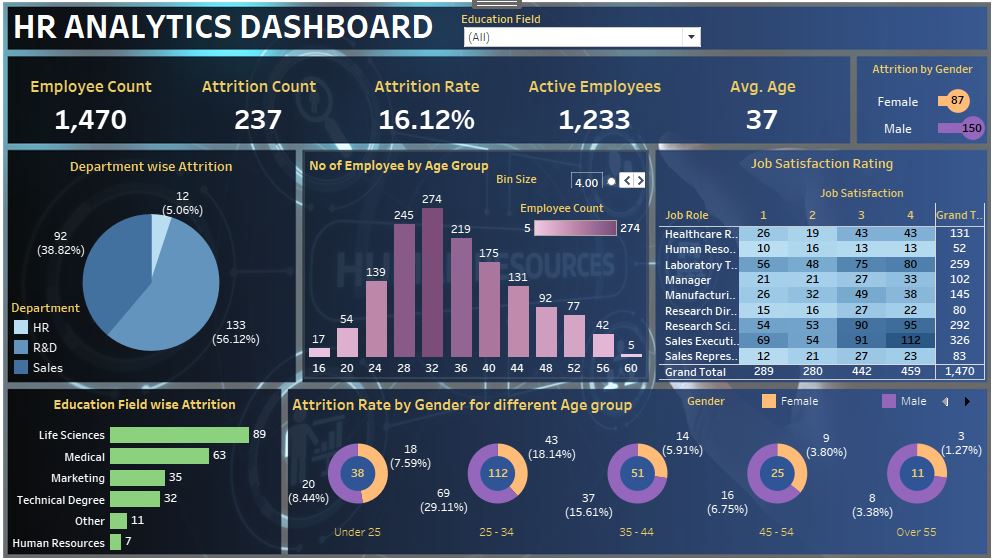 HR ANALYTICS DASHBOARD
Education Field
(All)
Employee Count
1,470
Attrition Count
237
Attrition Rate
16.12%
Active Employees
1,233
Avg. Age
37
Attrition by Gender
Female 87
Male 150
Department wise Attrition
12
(5.06%)
92
(38.82%)
133
(56.12%)
Department
HR
R&D
Sales
No of Employee by Age Group
Bin Size 4.00
Employee Count
5 274
17 54 139 245 274 219 175 131 92 77 42 5
16 20 24 28 32 36 40 44 48 52 56 60
HUMAN RESOURCES
Job Satisfaction Rating
Job Satisfaction
Job Role 1 2 3 4 Grand T..
Healthcare R.. 26 19 43 43 131
Human Reso.. 10 16 13 13 52
Laboratory T.. 56 48 75 80 259
Manager 21 21 27 33 102
Manufacturi.. 26 32 49 38 145
Research Dir.. 15 16 27 22 80
Research Sci.. 54 53 90 95 292
Sales Executi.. 69 54 91 112 326
Sales Repres.. 12 21 27 23 83
Grand Total 289 280 442 459 1,470
Education Field wise Attrition
Life Sciences 89
Medical 63
Marketing 35
Technical Degree 32
Other 11
Human Resources 7
Attrition Rate by Gender for different Age group
Gender Female Male
38
18
(7.59%)
20
(8.44%)
Under 25
112
43
(18.14%)
69
(29.11%)
25 - 34
51
14
(5.91%)
37
(15.61%)
35 - 44
25
9
(3.80%)
16
(6.75%)
45 - 54
11
3
(1.27%)
8
(3.38%)
Over 55